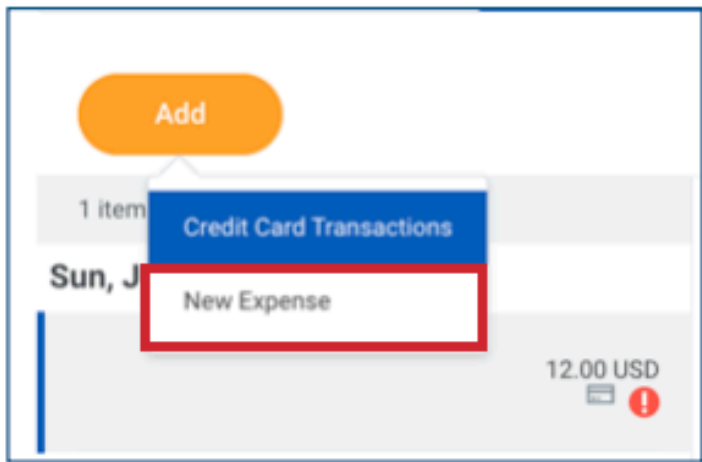 Add
1 item
Credit Card Transactions
Sun, J
New Expense
12.00 USD